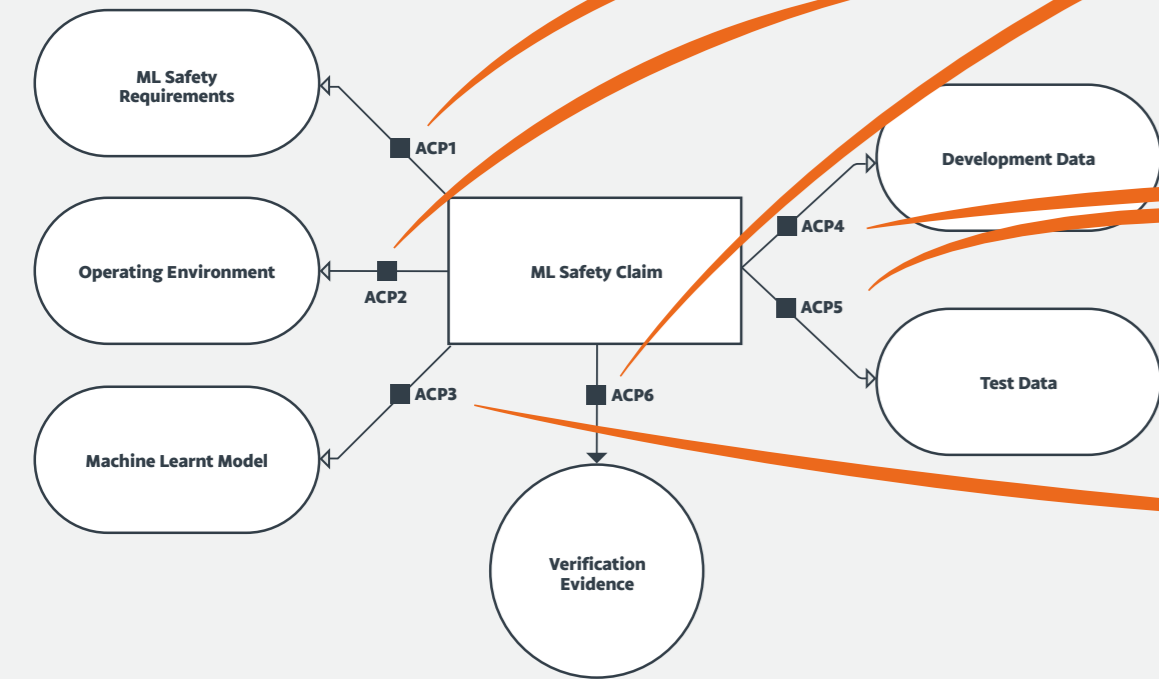 ML Safety
Requirements
ACP1
Development Data
ACP4
Operating Environment
ACP2
ML Safety Claim
ACP5
ACP3
ACP6
Test Data
Machine Learnt Model
Verification
Evidence